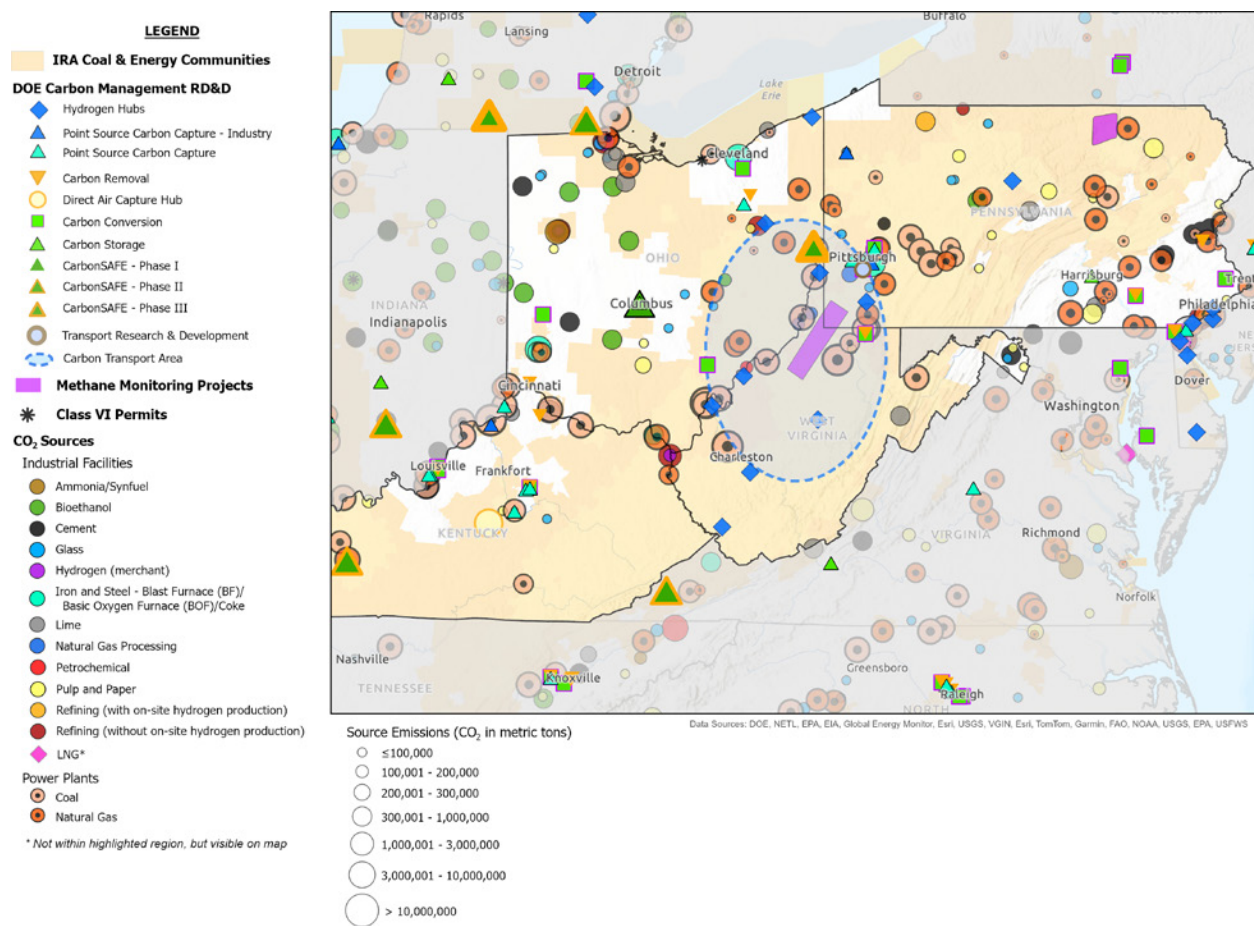 LEGEND
IRA Coal & Energy Communities
DOE Carbon Management RD&D
Hydrogen Hubs
Point Source Carbon Capture - Industry
Point Source Carbon Capture
Carbon Removal
Direct Air Capture Hub
Carbon Conversion
Carbon Storage
CarbonSAFE - Phase I
CarbonSAFE - Phase II
CarbonSAFE - Phase III
Transport Research & Development
Carbon Transport Area
Methane Monitoring Projects
Class VI Permits
CO₂ Sources
Industrial Facilities
Ammonia/Synfuel
Bioethanol
Cement
Glass
Hydrogen (merchant)
Iron and Steel - Blast Furnace (BF)/
Basic Oxygen Furnace (BOF)/Coke
Lime
Natural Gas Processing
Petrochemical
Pulp and Paper
Refining (with on-site hydrogen production)
Refining (without on-site hydrogen production)
LNG*
Power Plants
Coal
Natural Gas
* Not within highlighted region, but visible on map
Rapids
Lansing
Buffalo
Detroit
Lake
Erie
Cleveland
PENNSYLVANIA
OHIO
Pittsburgh
Harrisburg
Trent
Philadelphia
INDIANA
Indianapolis
Columbus
Cincinnati
Dover
Washington
WEST
VIRGINIA
Charleston
Louisville
Frankfort
KENTUCKY
VIRGINIA
Richmond
Norfolk
Nashville
TENNESSEE
Knoxville
Greensboro
Raleigh
NORTH
Data Sources: DOE, NETL, EPA, EIA, Global Energy Monitor, Esri, USGS, VGIN, Esri, TomTom, Garmin, FAO, NOAA, USGS, EPA, USFWS
Source Emissions (CO₂ in metric tons)
≤100,000
100,001 - 200,000
200,001 - 300,000
300,001 - 1,000,000
1,000,001 - 3,000,000
3,000,001 - 10,000,000
> 10,000,000